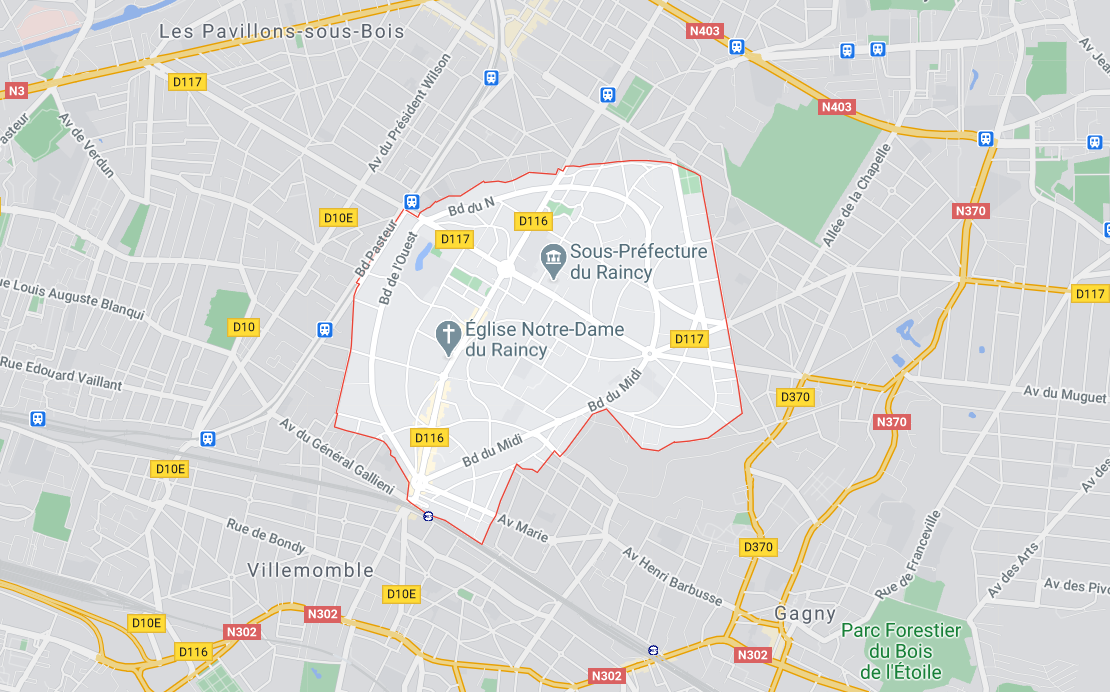 Les Pavillons-sous-Bois
N403
N3
D117
Av de Verdun
Av du Président Wilson
N403
Allée de la Chapelle
D10E
Bd du N
D116
D117
N370
Bd Pasteur
Bd de l'Ouest
Sous-Préfecture
du Raincy
D117
ue Louis Auguste Blanqui
D10
Église Notre-Dame
du Raincy
D117
Rue Edouard Vaillant
Bd du Midi
D370
Av du Muguet
N370
D116
Bd du Midi
Av du Général Gallieni
D10E
Av Marie
Rue de Bondy
D370
Av Henri Barbusse
Rue de Franceville
Av des Arts
Av de
Av des Pivo
Villemomble
D10E
N302
Gagny
D10E
N302
D116
Parc Forestier
du Bois
de l'Étoile
N302
N302
asteur
Av Jea